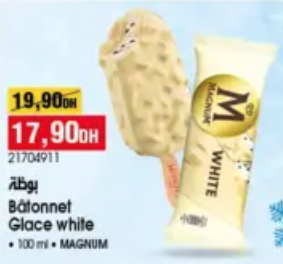 19,90DH
17,90DH
21704911
بوظة
Bâtonnet
Glace white
• 100 ml • MAGNUM
M
MAGNUM
WHITE